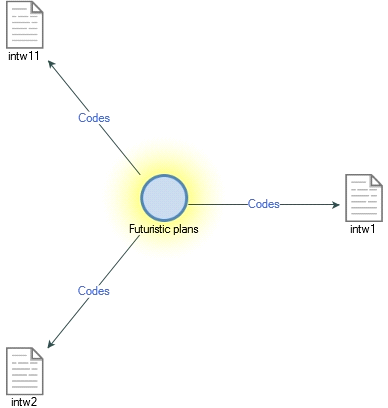 intw11
Codes
Codes
intw1
Futuristic plans
Codes
intw2